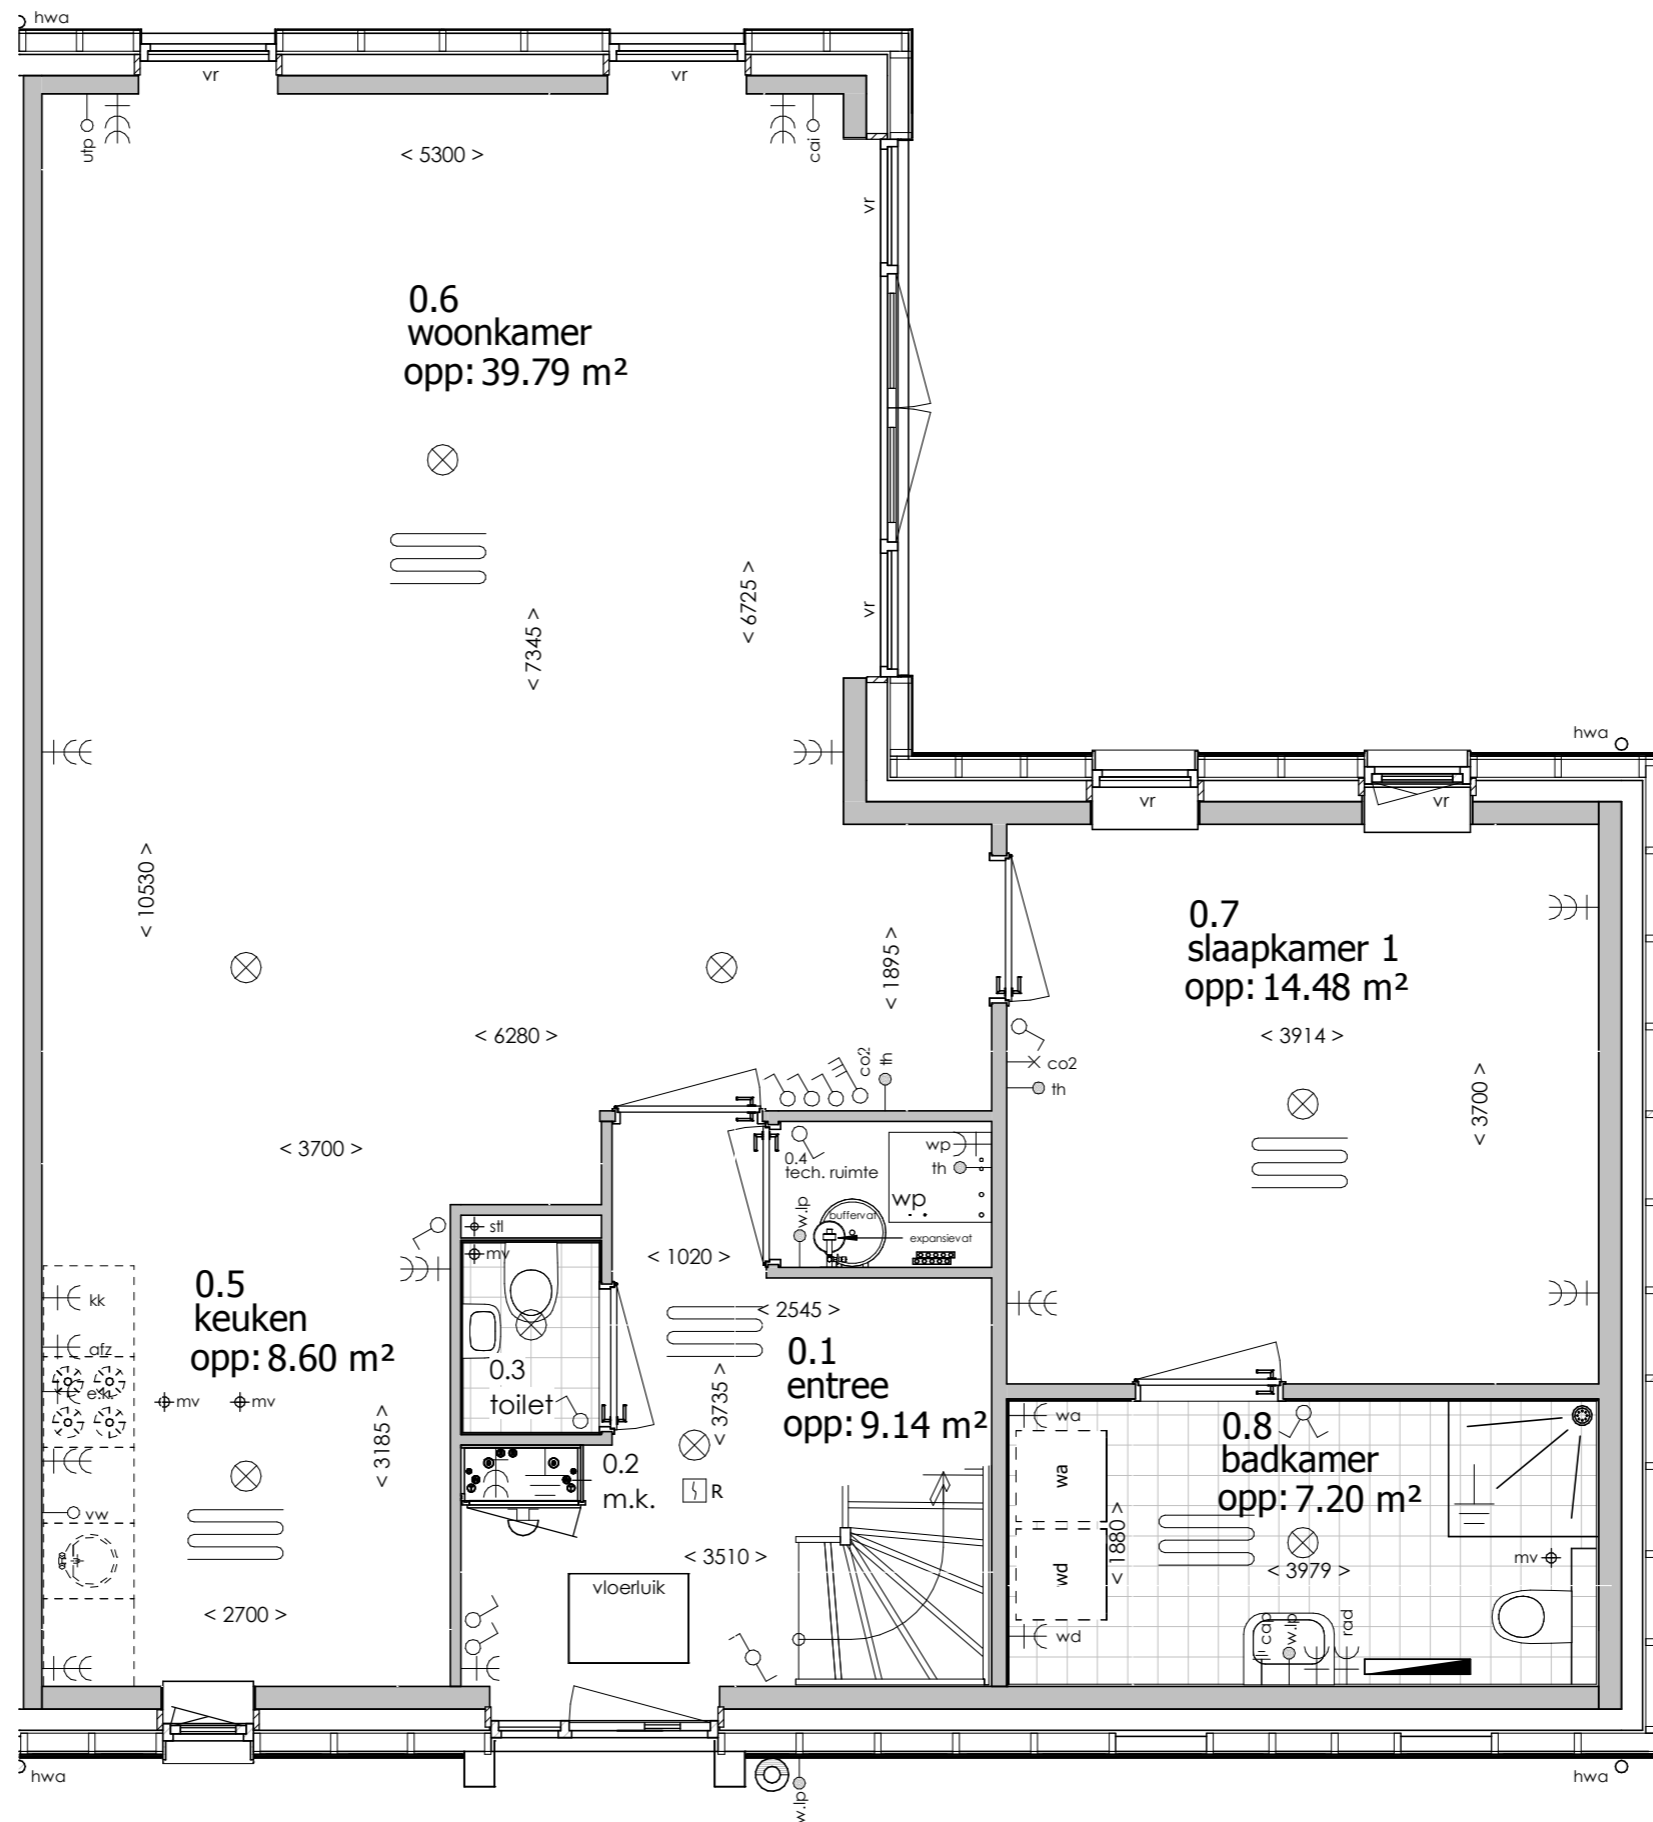 hwa
vr
vr
utp
cai
< 5300 >
vr
0.6
woonkamer
opp: 39.79 m²
< 6725 >
< 7345 >
vr
hwa
vr
vr
< 10530 >
< 1895 >
0.7
slaapkamer 1
opp: 14.48 m²
< 6280 >
< 3914 >
co2
th
co2
th
< 3700 >
< 3700 >
0.4
tech. ruimte
wp
th
wp
w.lp
buffervat
expansievat
stl
mv
< 1020 >
0.5
keuken
opp: 8.60 m²
kk
afz
e.k.
mv
mv
< 2545 >
0.1
entree
opp: 9.14 m²
0.3
toilet
< 3735 >
< 3185 >
0.2
m.k.
R
wa
wa
0.8
badkamer
opp: 7.20 m²
vw
< 1880 >
< 3510 >
vloerluik
wd
mv
< 3979 >
< 2700 >
wd
cap
w.lp
rad
hwa
w.lp
hwa